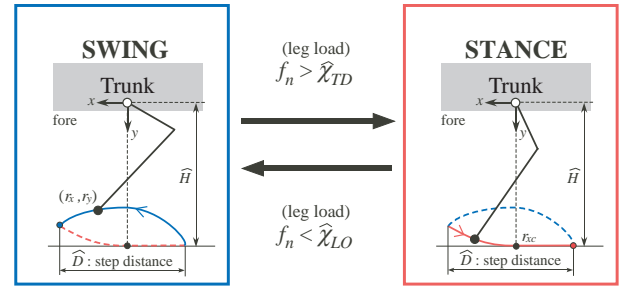 SWING
Trunk
x
fore
y
Ĥ
(rx ,ry)
D̂ : step distance
(leg load)
fn > χ̂TD
(leg load)
fn < χ̂LO
STANCE
Trunk
x
fore
y
Ĥ
rxc
D̂ : step distance